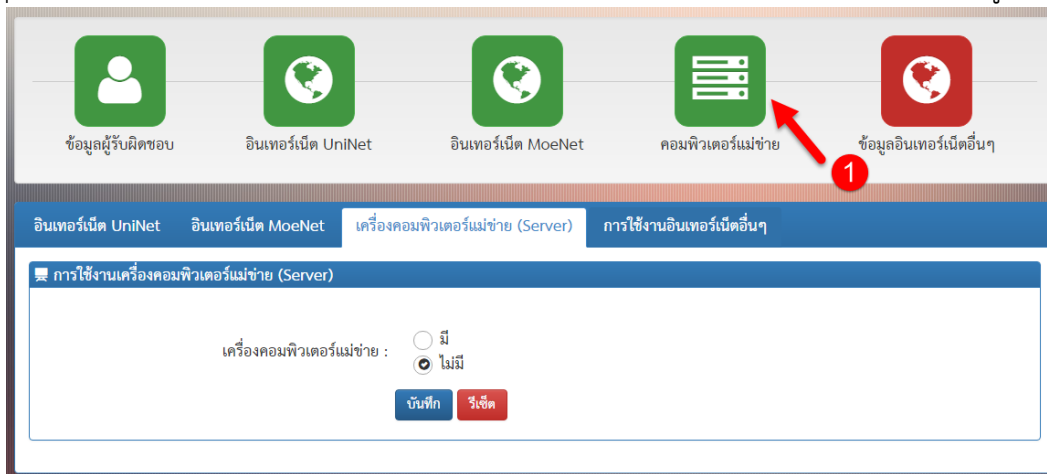 ข้อมูลผู้รับผิดชอบ
อินเทอร์เน็ต UniNet
อินเทอร์เน็ต MoeNet
คอมพิวเตอร์แม่ข่าย
ข้อมูลอินเทอร์เน็ตอื่นๆ
1
อินเทอร์เน็ต UniNet
อินเทอร์เน็ต MoeNet
เครื่องคอมพิวเตอร์แม่ข่าย (Server)
การใช้งานอินเทอร์เน็ตอื่นๆ
การใช้งานเครื่องคอมพิวเตอร์แม่ข่าย (Server)
เครื่องคอมพิวเตอร์แม่ข่าย :
มี
ไม่มี
บันทึก
รีเซ็ต